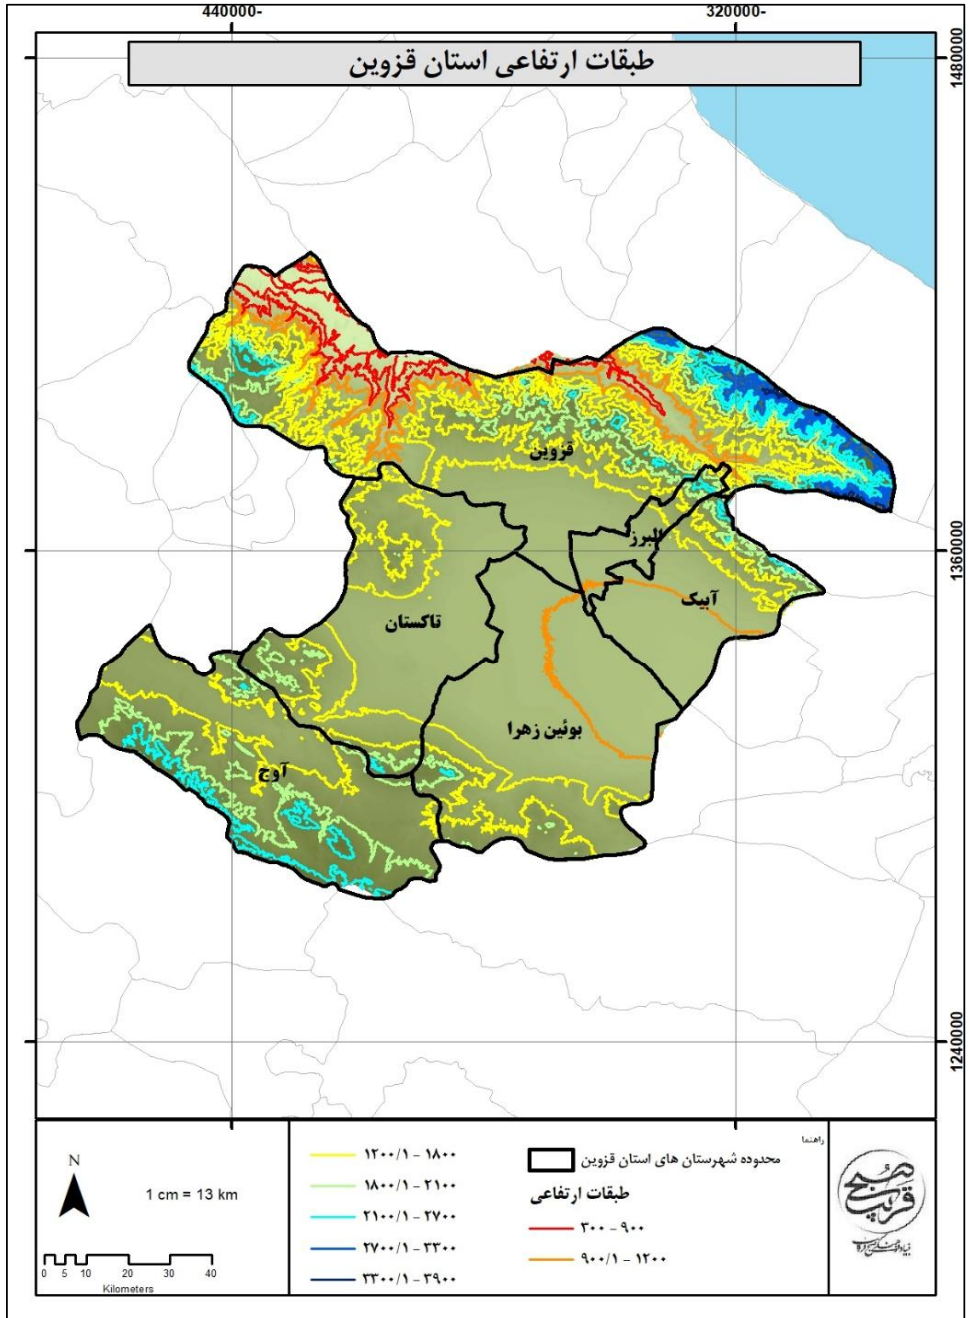 440000-
320000-
طبقات ارتفاعی استان قزوین
1480000
1360000
1240000
قزوین
البرز
آبیک
تاکستان
بوئین زهرا
آوج
راهنما
محدوده شهرستان های استان قزوین
طبقات ارتفاعی
۳۰۰ - ۹۰۰
۹۰۰/۱ - ۱۲۰۰
۱۲۰۰/۱ - ۱۸۰۰
۱۸۰۰/۱ - ۲۱۰۰
۲۱۰۰/۱ - ۲۷۰۰
۲۷۰۰/۱ - ۳۳۰۰
۳۳۰۰/۱ - ۳۹۰۰
N
1 cm = 13 km
0 5 10 20 30 40
Kilometers